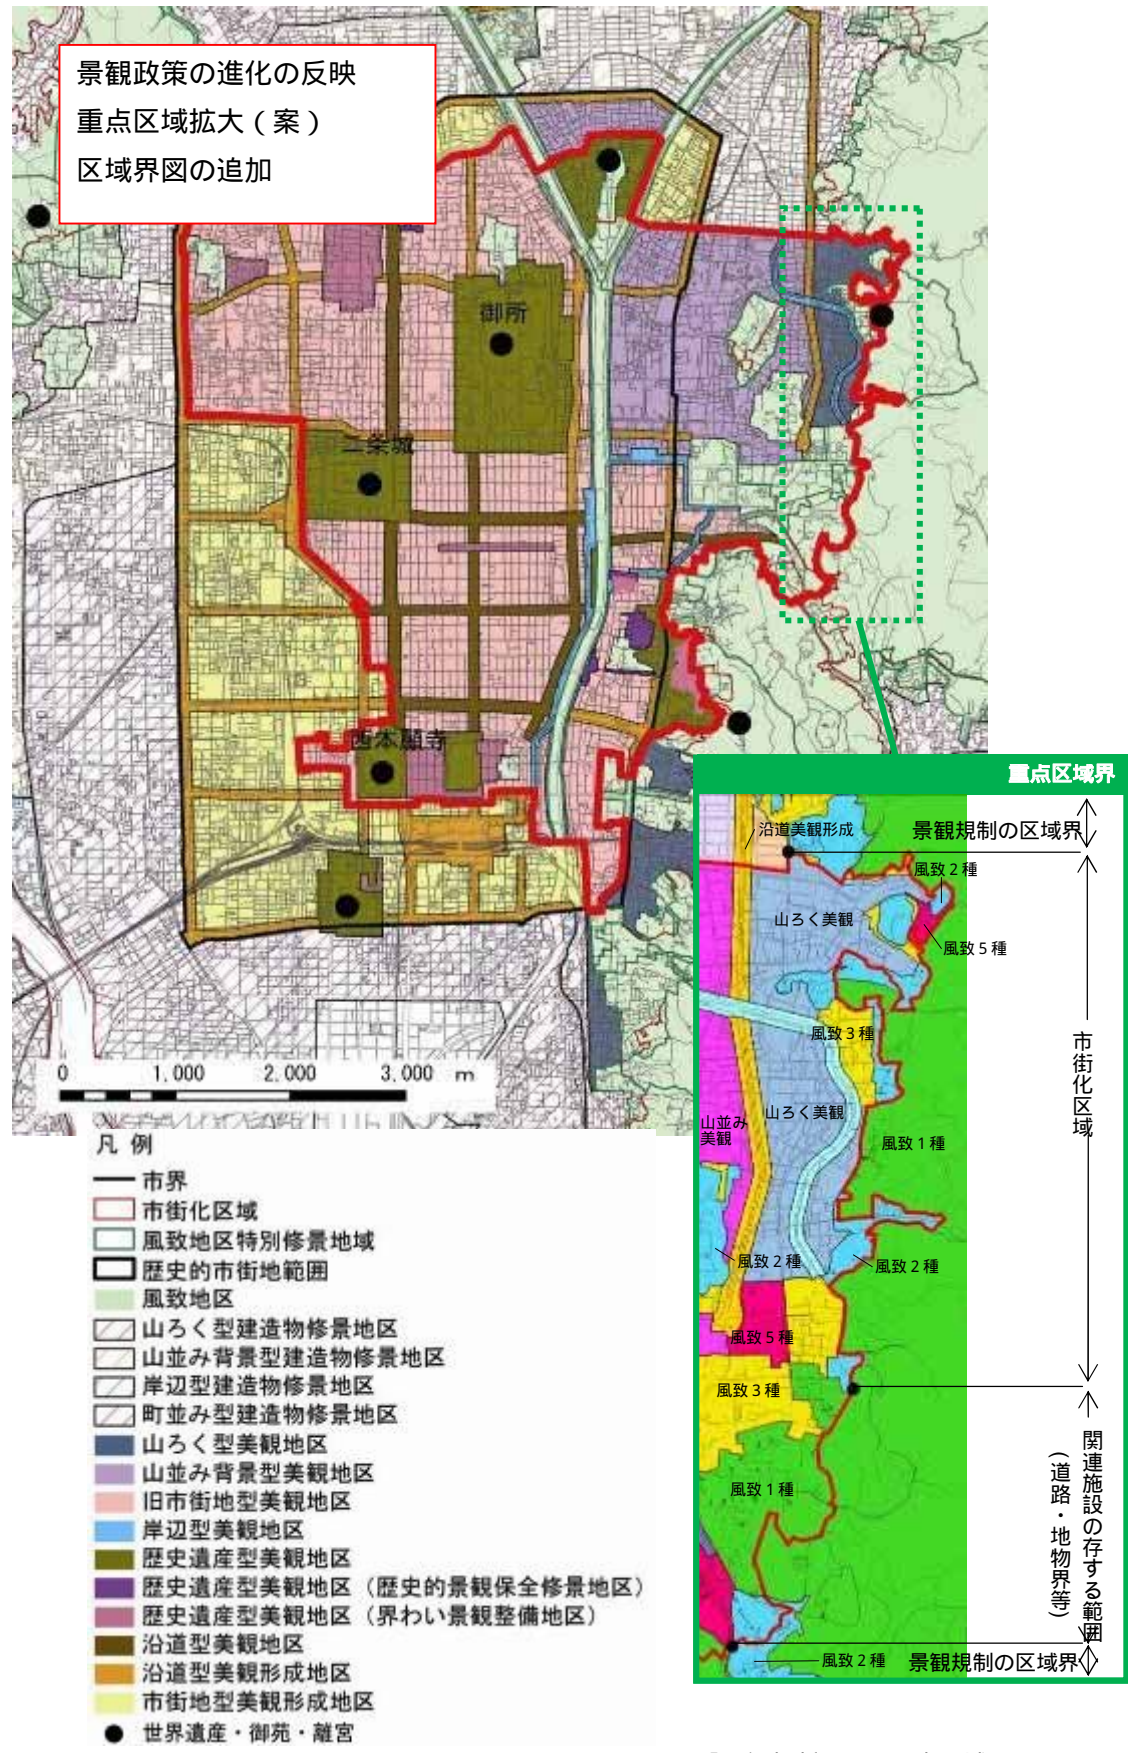 景観政策の進化の反映
重点区域拡大(案)
区域界図の追加
御所
二条城
西本願寺
0 1,000 2,000 3,000 m
凡 例
市界
市街化区域
風致地区特別修景地域
歴史的市街地範囲
風致地区
山ろく型建造物修景地区
山並み背景型建造物修景地区
岸辺型建造物修景地区
町並み型建造物修景地区
山ろく型美観地区
山並み背景型美観地区
旧市街地型美観地区
岸辺型美観地区
歴史遺産型美観地区
歴史遺産型美観地区(歴史的景観保全修景地区)
歴史遺産型美観地区(界わい景観整備地区)
沿道型美観地区
沿道型美観形成地区
市街地型美観形成地区
世界遺産・御苑・離宮
重点区域界
沿道美観形成
景観規制の区域界
風致2種
山ろく美観
風致5種
風致3種
市街化区域
山ろく美観
山並み
美観
風致1種
風致2種
風致2種
風致5種
風致3種
風致1種
関連施設の存する範囲
(道路・地物界等)
風致2種
景観規制の区域界